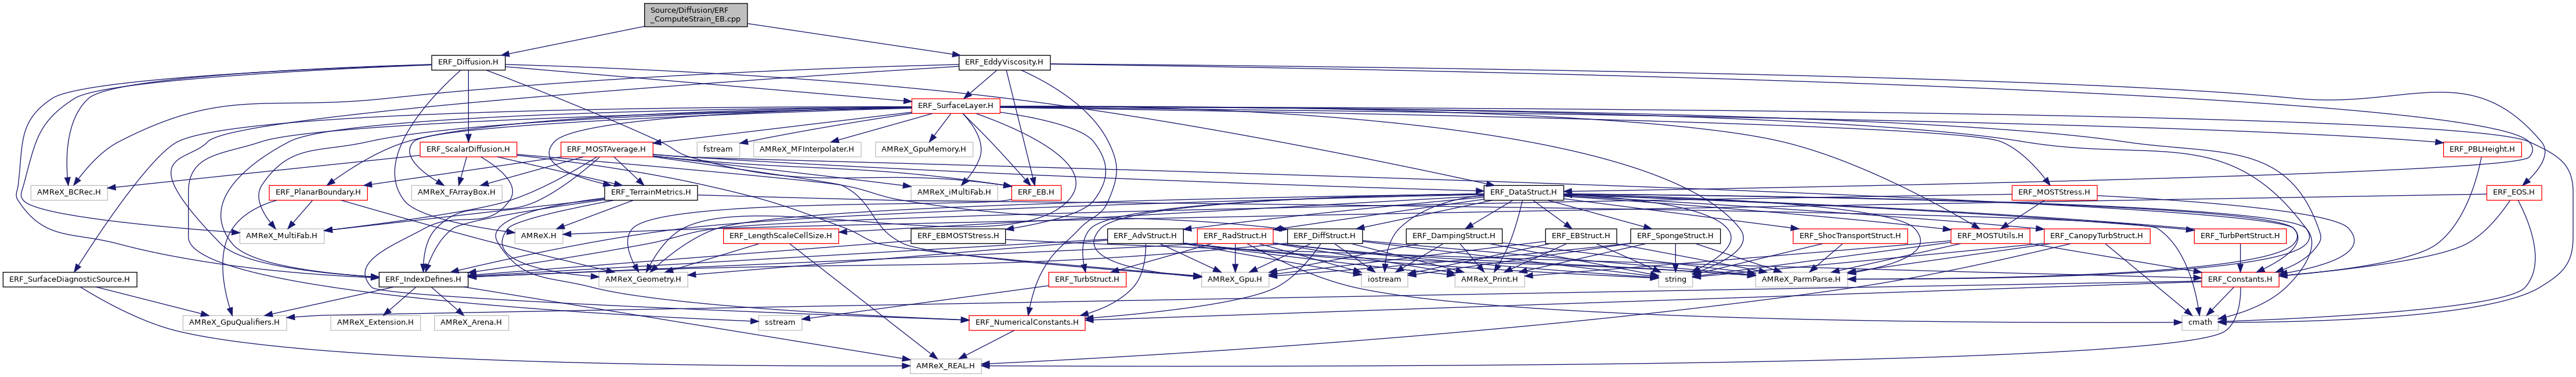 Source/Diffusion/ERF
_ComputeStrain_EB.cpp
ERF_Diffusion.H
ERF_EddyViscosity.H
ERF_SurfaceLayer.H
ERF_ScalarDiffusion.H
ERF_MOSTAverage.H
fstream
AMReX_MFInterpolater.H
AMReX_GpuMemory.H
ERF_PBLHeight.H
AMReX_BCRec.H
ERF_PlanarBoundary.H
AMReX_FArrayBox.H
ERF_TerrainMetrics.H
AMReX_iMultiFab.H
ERF_EB.H
ERF_DataStruct.H
ERF_MOSTStress.H
ERF_EOS.H
AMReX_MultiFab.H
AMReX.H
ERF_LengthScaleCellSize.H
ERF_EBMOSTStress.H
ERF_AdvStruct.H
ERF_RadStruct.H
ERF_DiffStruct.H
ERF_DampingStruct.H
ERF_EBStruct.H
ERF_SpongeStruct.H
ERF_ShocTransportStruct.H
ERF_MOSTUtils.H
ERF_CanopyTurbStruct.H
ERF_TurbPertStruct.H
ERF_SurfaceDiagnosticSource.H
ERF_IndexDefines.H
AMReX_Geometry.H
ERF_TurbStruct.H
AMReX_Gpu.H
iostream
AMReX_Print.H
string
AMReX_ParmParse.H
ERF_Constants.H
AMReX_GpuQualifiers.H
AMReX_Extension.H
AMReX_Arena.H
sstream
ERF_NumericalConstants.H
cmath
AMReX_REAL.H